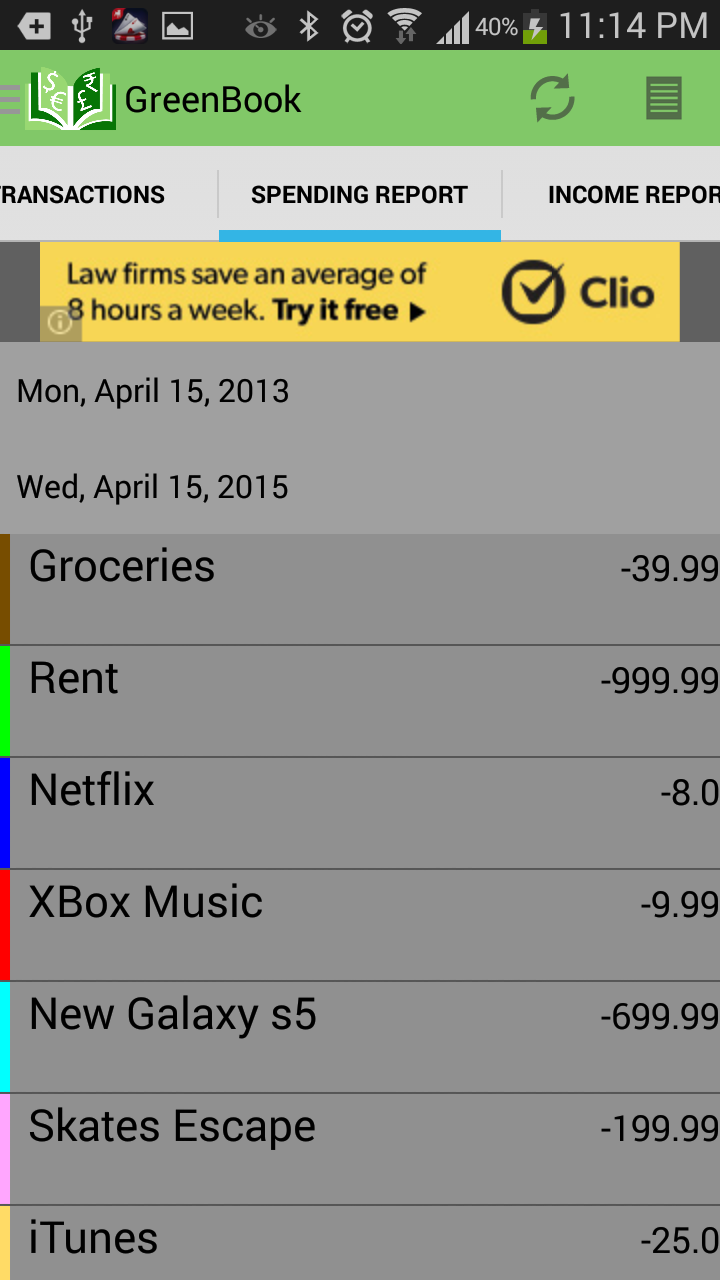 40% 11:14 PM
GreenBook
TRANSACTIONS SPENDING REPORT INCOME REPOR
Law firms save an average of
8 hours a week. Try it free ▶
Clio
Mon, April 15, 2013
Wed, April 15, 2015
Groceries -39.99
Rent -999.99
Netflix -8.0
XBox Music -9.99
New Galaxy s5 -699.99
Skates Escape -199.99
iTunes -25.0